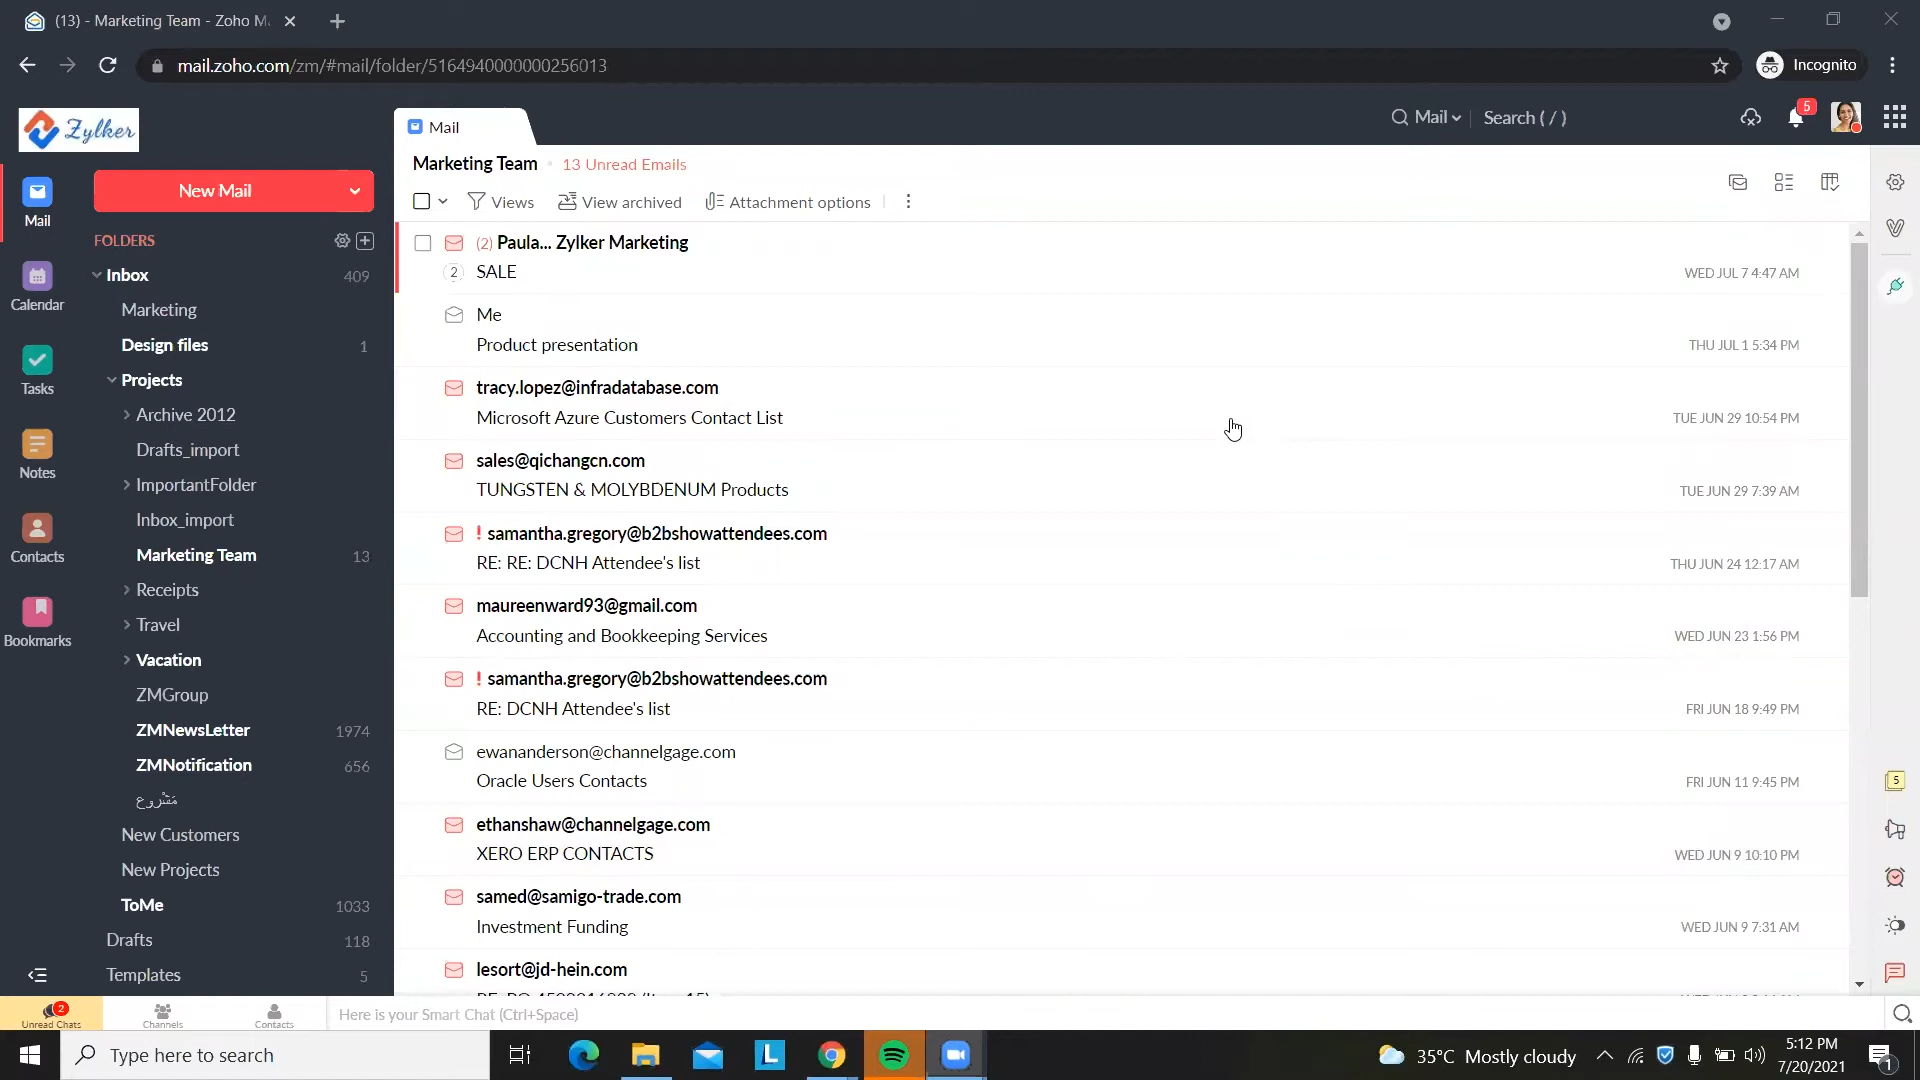 (13) - Marketing Team - Zoho M
mail.zoho.com/zm/#mail/folder/5164940000000256013
Incognito
Zylker
Mail
Mail
Search ( / )
5
Marketing Team
13 Unread Emails
New Mail
Views
View archived
Attachment options
Mail
Calendar
Tasks
Notes
Contacts
Bookmarks
FOLDERS
Inbox 409
Marketing
Design files 1
Projects
Archive 2012
Drafts_import
ImportantFolder
Inbox_import
Marketing Team 13
Receipts
Travel
Vacation
ZMGroup
ZMNewsLetter 1974
ZMNotification 656
New Customers
New Projects
ToMe 1033
Drafts 118
Templates 5
(2) Paula... Zylker Marketing
2 SALE WED JUL 7 4:47 AM
Me
Product presentation THU JUL 1 5:34 PM
tracy.lopez@infradatabase.com
Microsoft Azure Customers Contact List TUE JUN 29 10:54 PM
sales@qichangcn.com
TUNGSTEN & MOLYBDENUM Products TUE JUN 29 7:39 AM
! samantha.gregory@b2bshowattendees.com
RE: RE: DCNH Attendee's list THU JUN 24 12:17 AM
maureenward93@gmail.com
Accounting and Bookkeeping Services WED JUN 23 1:56 PM
! samantha.gregory@b2bshowattendees.com
RE: DCNH Attendee's list FRI JUN 18 9:49 PM
ewananderson@channelgage.com
Oracle Users Contacts FRI JUN 11 9:45 PM
ethanshaw@channelgage.com
XERO ERP CONTACTS WED JUN 9 10:10 PM
samed@samigo-trade.com
Investment Funding WED JUN 9 7:31 AM
lesort@jd-hein.com
5
2
Unread Chats
Channels
Contacts
Here is your Smart Chat (Ctrl+Space)
Type here to search
35°C Mostly cloudy
5:12 PM
7/20/2021
1